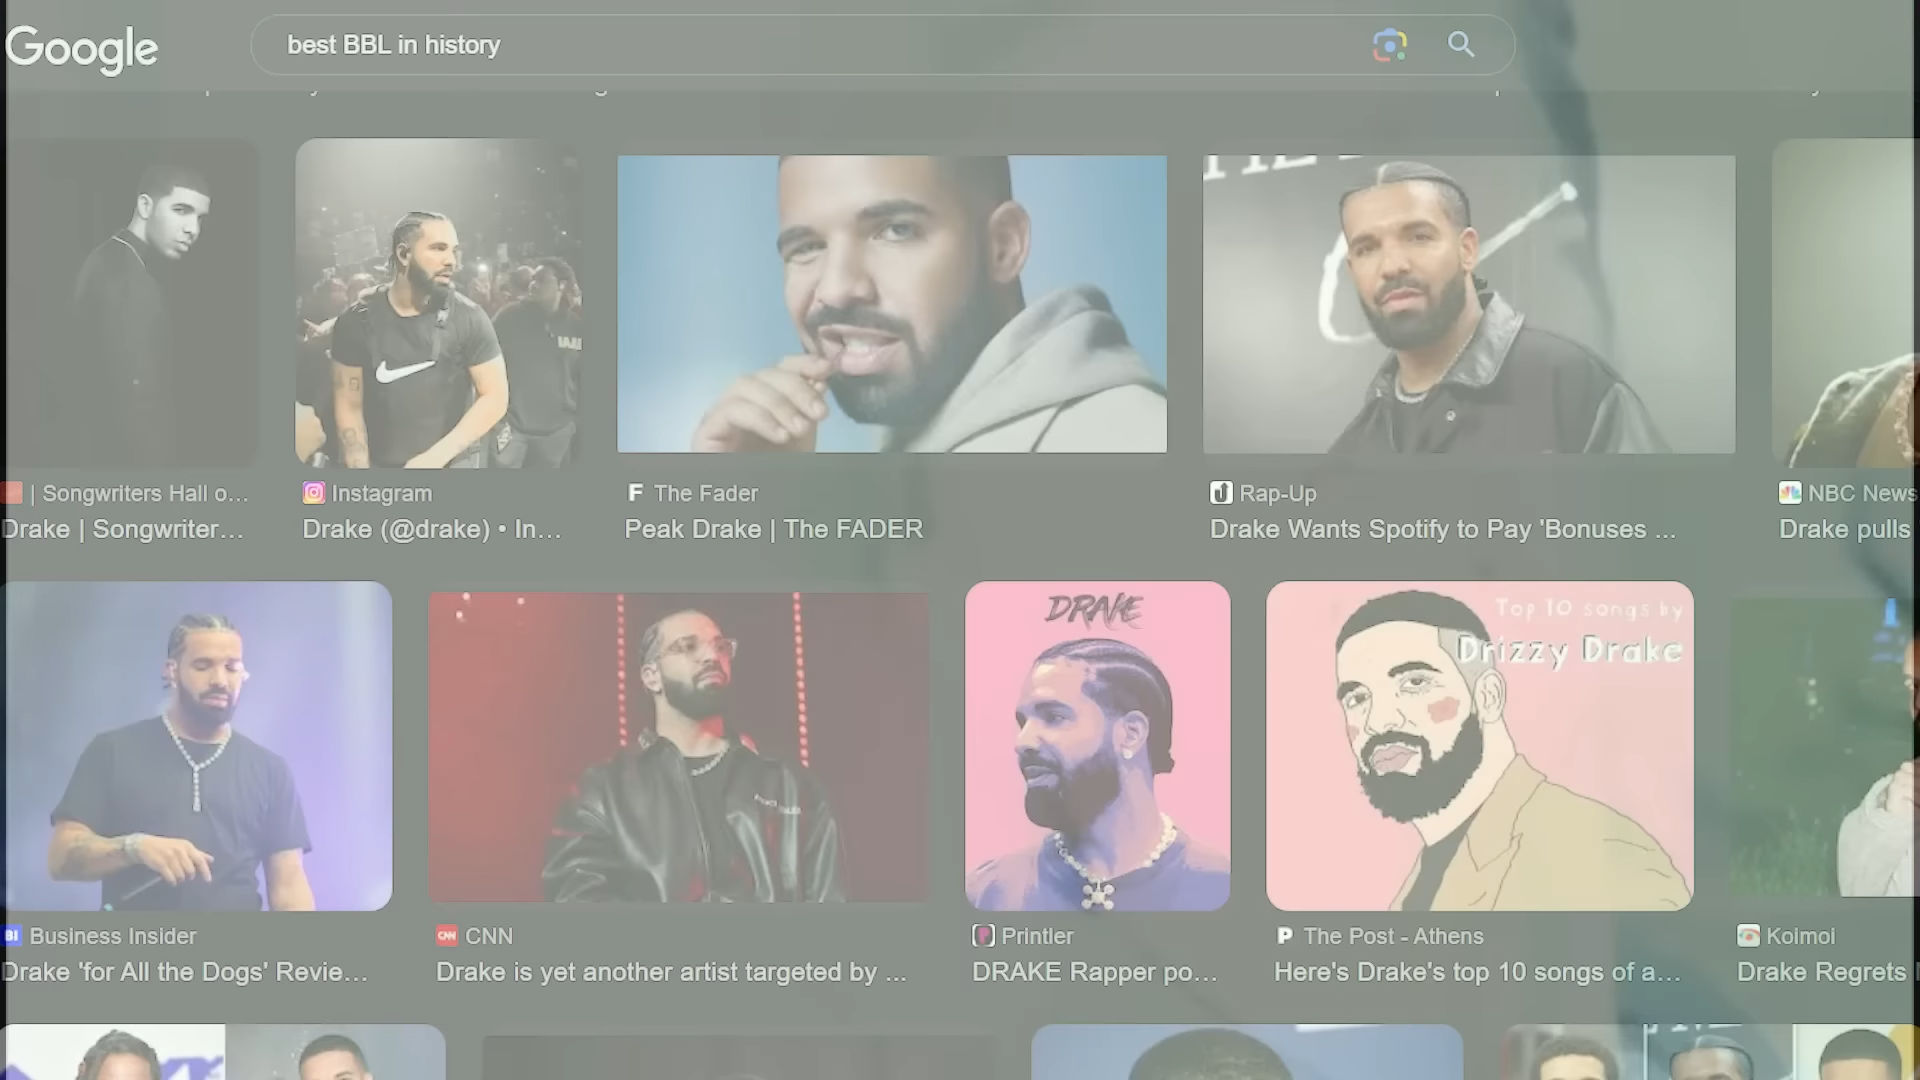 Google
best BBL in history
| Songwriters Hall o...
Drake | Songwriter...
Instagram
Drake (@drake) • In...
F The Fader
Peak Drake | The FADER
Rap-Up
Drake Wants Spotify to Pay 'Bonuses ...
NBC News
Drake pulls
BI Business Insider
Drake 'for All the Dogs' Revie...
CNN CNN
Drake is yet another artist targeted by ...
DRAKE
Printler
DRAKE Rapper po...
Top 10 songs by
Drizzy Drake
P The Post - Athens
Here's Drake's top 10 songs of a...
Koimoi
Drake Regrets